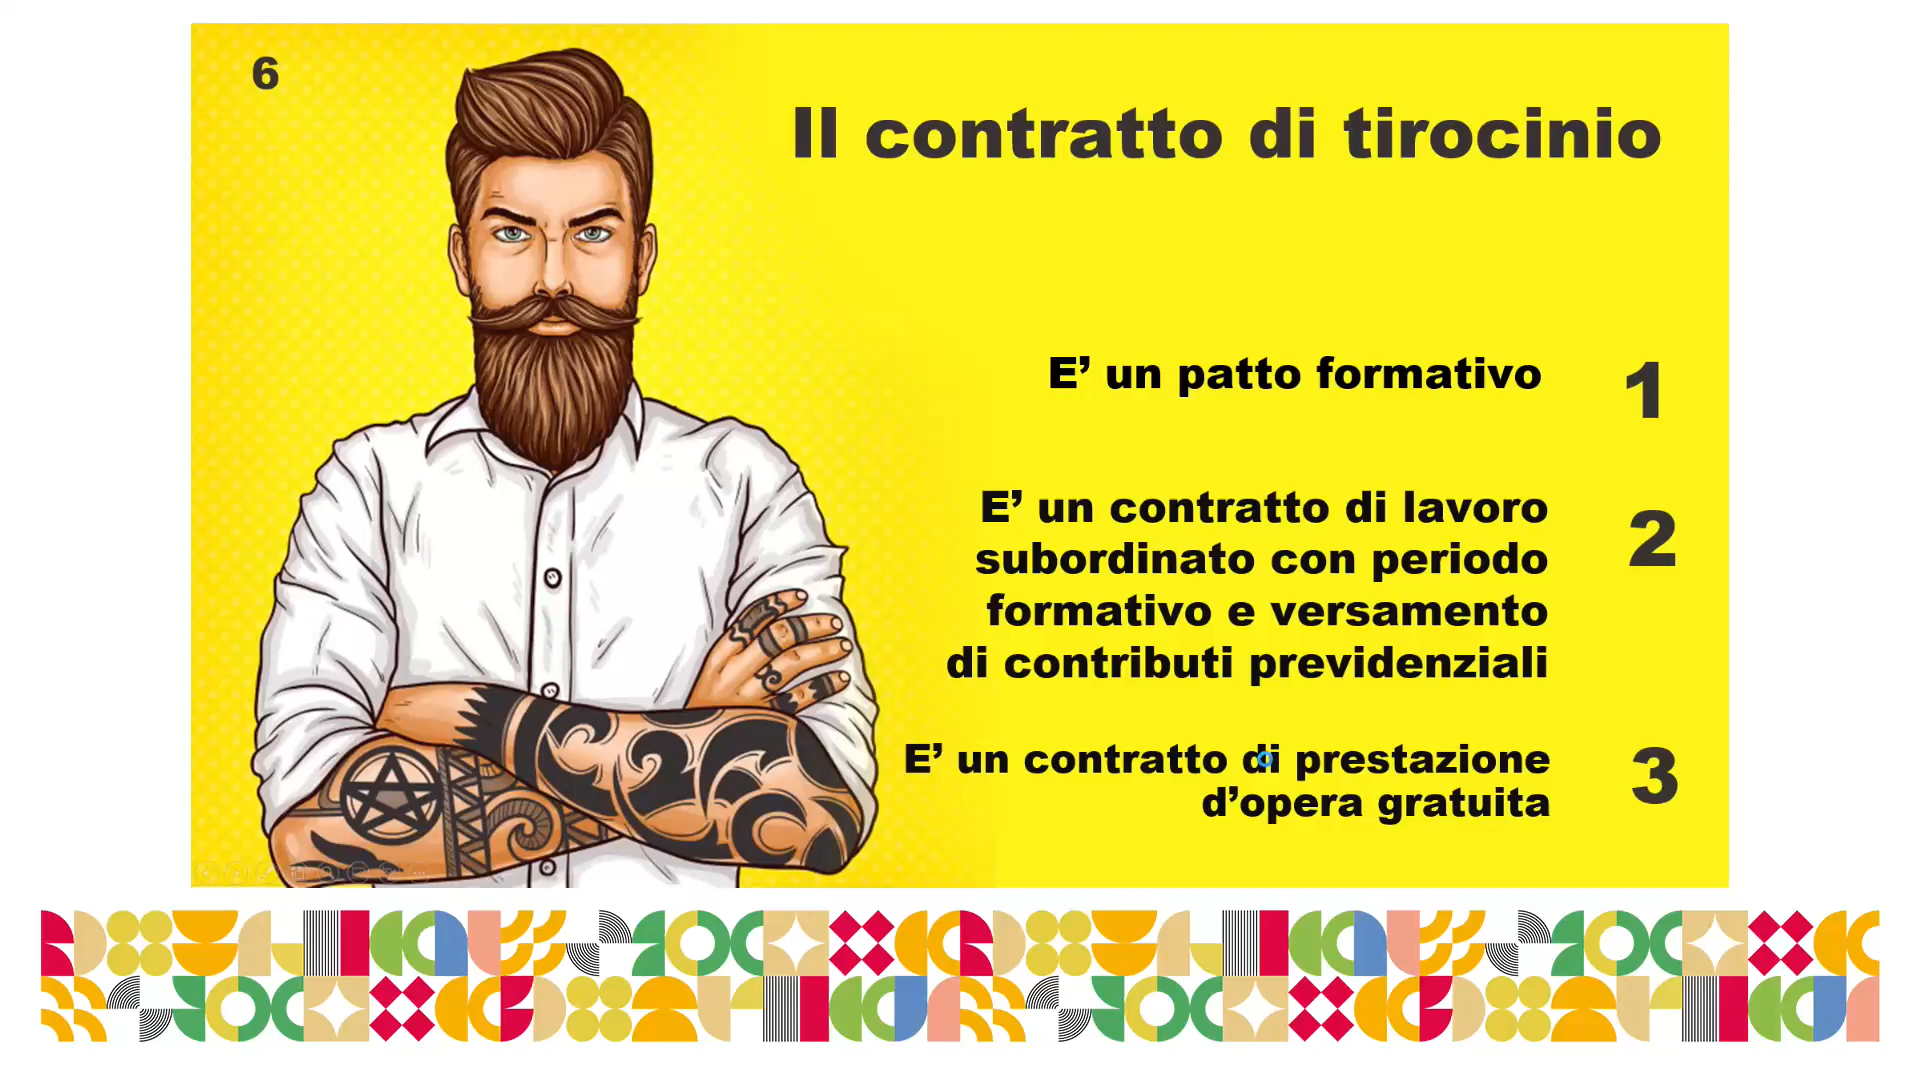 6
Il contratto di tirocinio
E’ un patto formativo
1
E’ un contratto di lavoro
subordinato con periodo
formativo e versamento
di contributi previdenziali
2
E’ un contratto di prestazione
d’opera gratuita
3